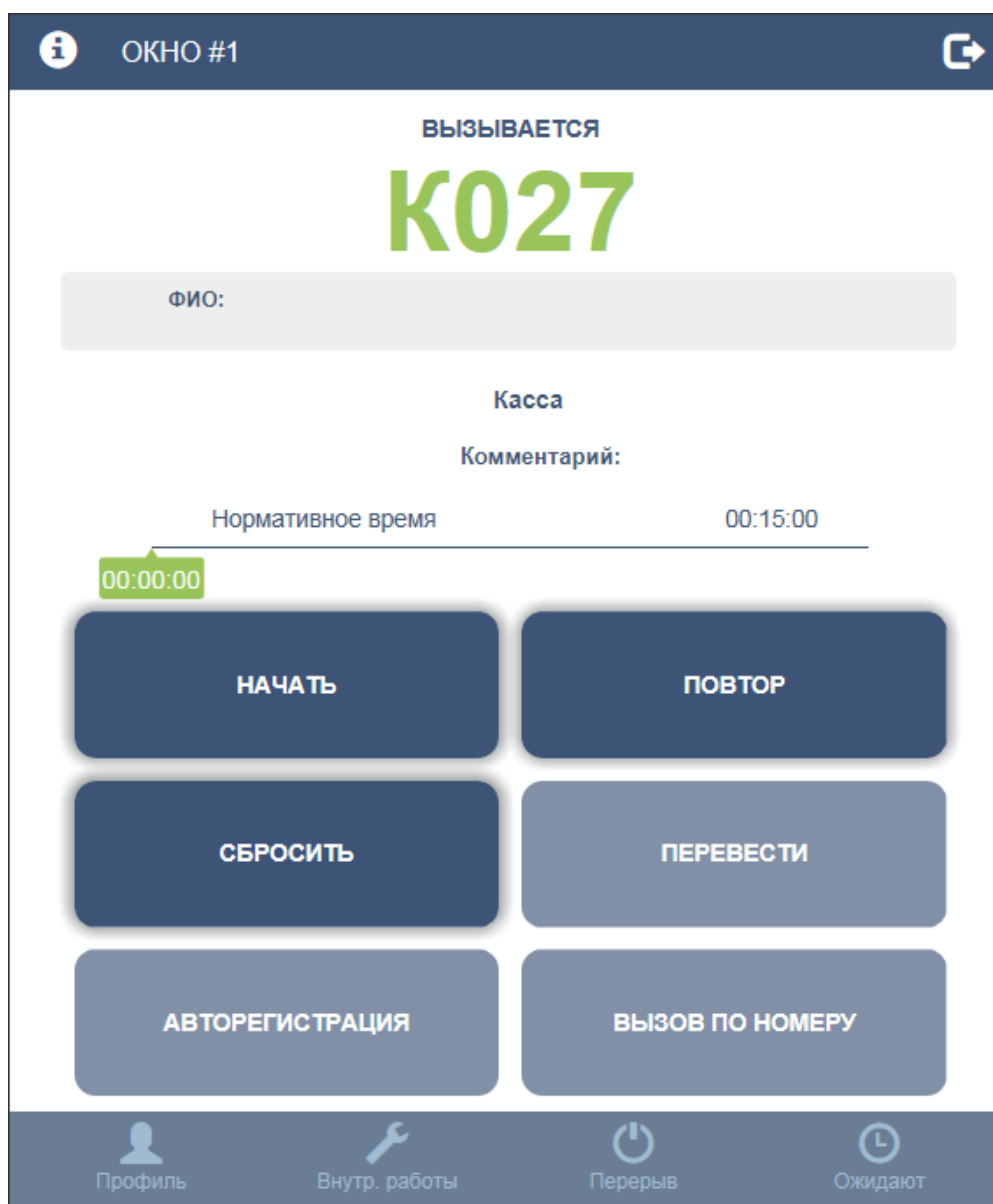 ОКНО #1
ВЫЗЫВАЕТСЯ
К027
ФИО:
Касса
Комментарий:
Нормативное время 00:15:00
00:00:00
НАЧАТЬ ПОВТОР
СБРОСИТЬ ПЕРЕВЕСТИ
АВТОРЕГИСТРАЦИЯ ВЫЗОВ ПО НОМЕРУ
Профиль Внутр. работы Перерыв Ожидают